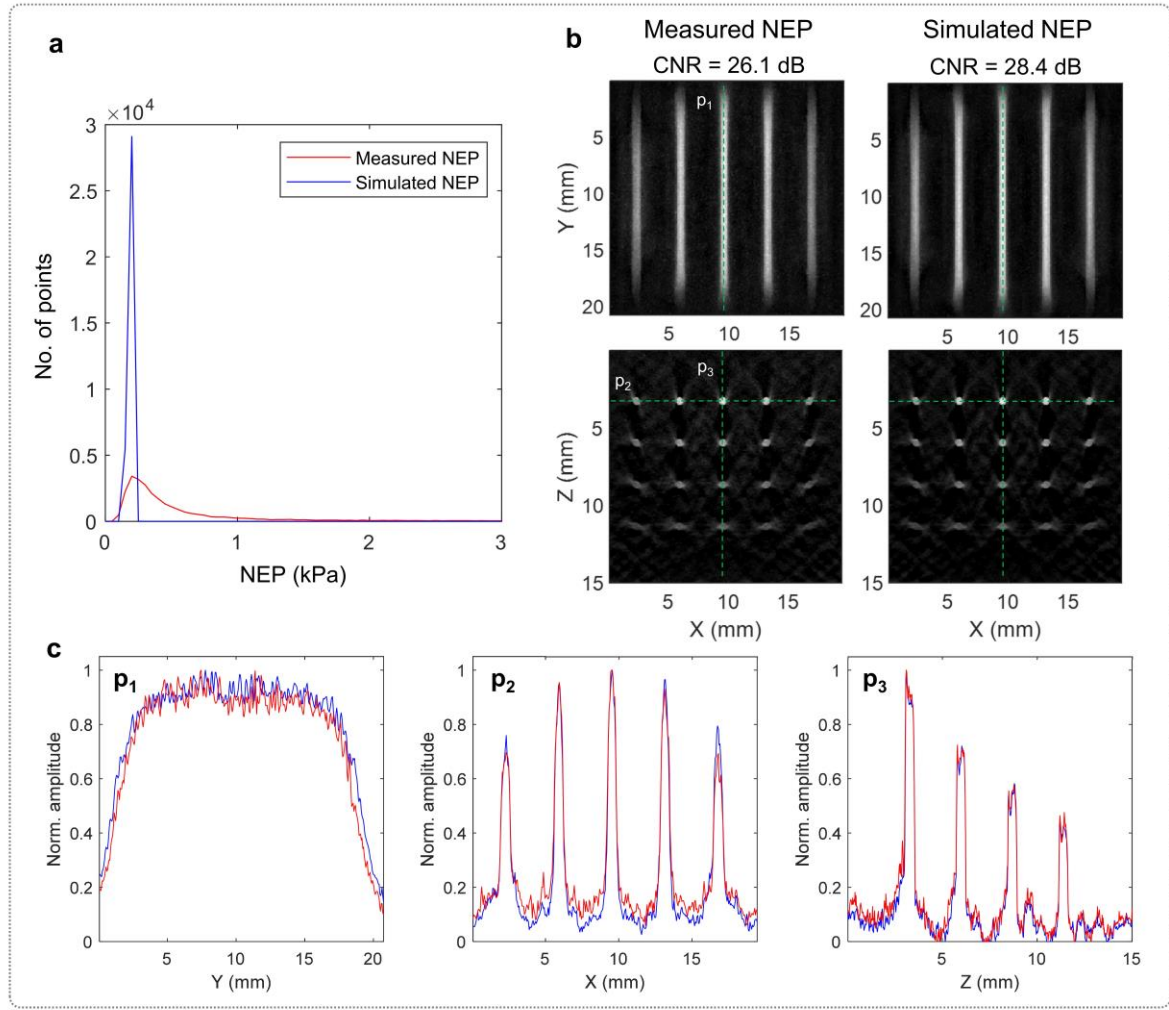 a
×10⁴
3
2.5
2
1.5
1
0.5
0
No. of points
0 1 2 3
NEP (kPa)
Measured NEP
Simulated NEP
b
Measured NEP
CNR = 26.1 dB
Simulated NEP
CNR = 28.4 dB
p₁
Y (mm)
5
10
15
20
5 10 15
5
10
15
20
5 10 15
p₂
p₃
Z (mm)
5
10
15
5 10 15
X (mm)
5
10
15
5 10 15
X (mm)
c
p₁
Norm. amplitude
1
0.8
0.6
0.4
0.2
0
0 5 10 15 20
Y (mm)
p₂
Norm. amplitude
1
0.8
0.6
0.4
0.2
0
5 10 15
X (mm)
p₃
Norm. amplitude
1
0.8
0.6
0.4
0.2
0
0 5 10 15
Z (mm)